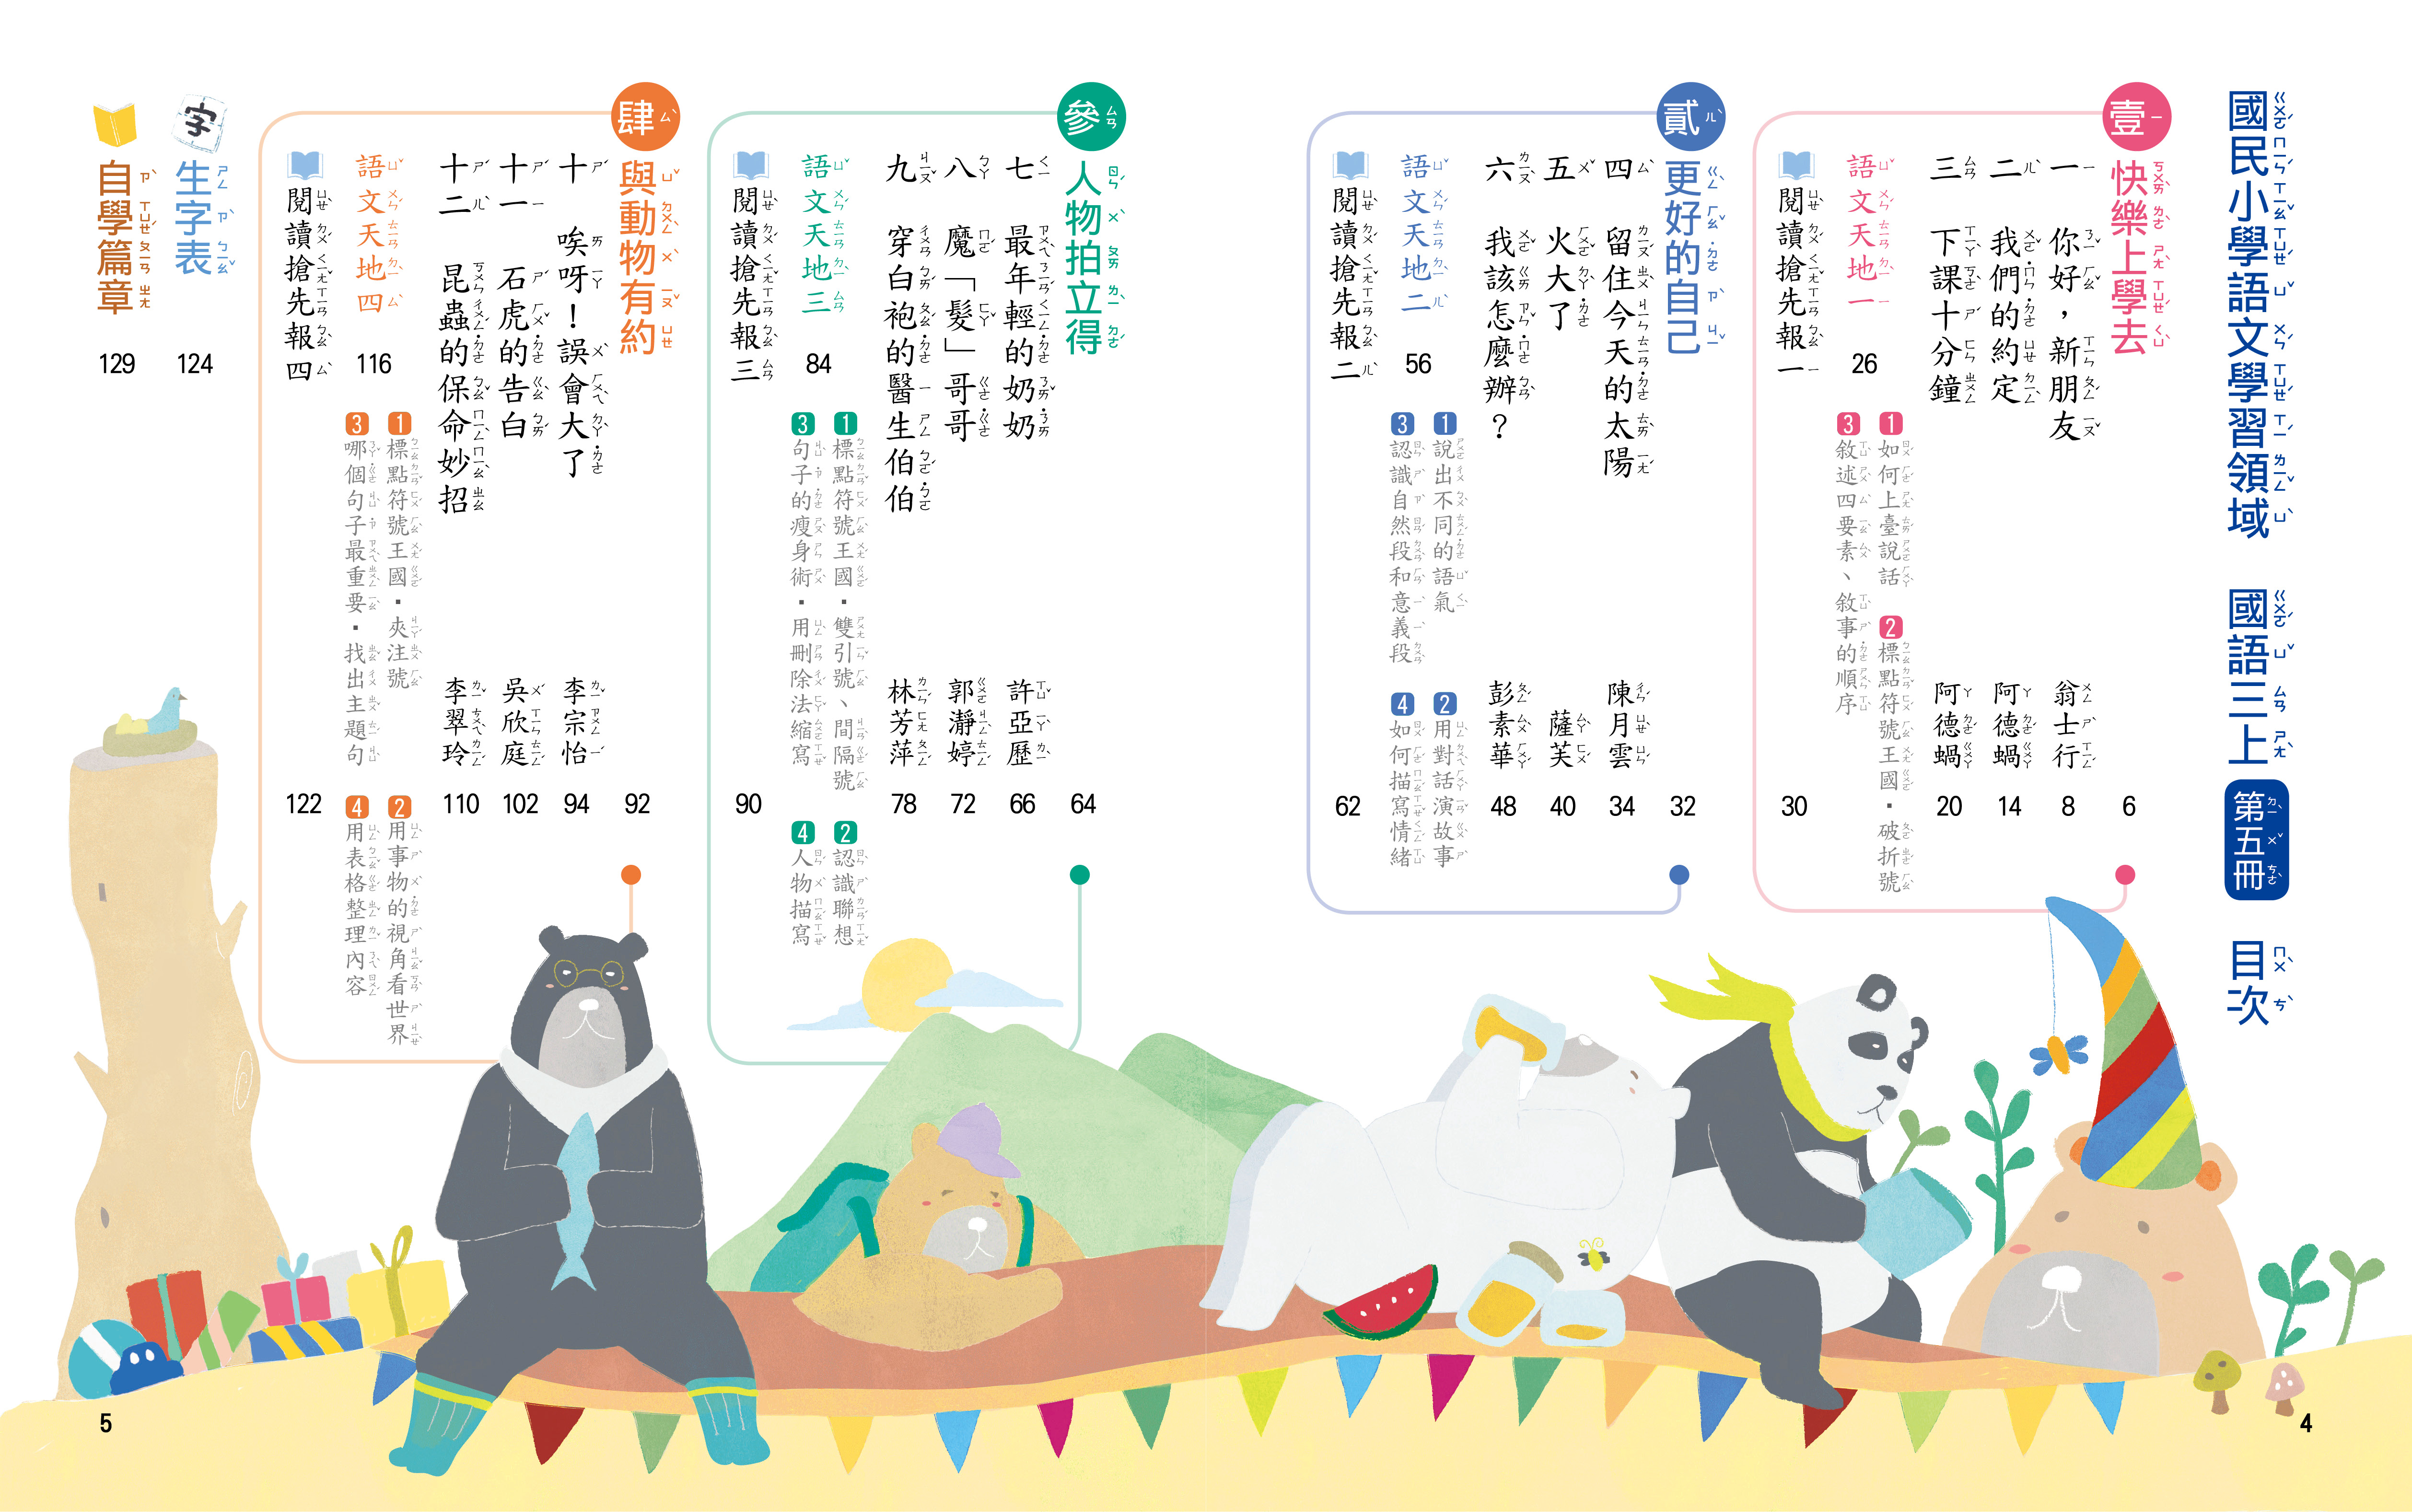 國民小學語文學習領域 國語三上 第五冊 目次
壹 快樂上學去 6
一 你好，新朋友 翁士行 8
二 我們的約定 阿德蝸 14
三 下課十分鐘 阿德蝸 20
語文天地一 26
1 如何上臺說話 2 標點符號王國．破折號
3 敘述四要素、敘事的順序
閱讀搶先報一 30
貳 更好的自己 32
四 留住今天的太陽 陳月雲 34
五 火大了 薩芙 40
六 我該怎麼辦？ 彭素華 48
語文天地二 56
1 說出不同的語氣 2 用對話演故事
3 認識自然段和意義段 4 如何描寫情緒
閱讀搶先報二 62
參 人物拍立得 64
七 最年輕的奶奶 許亞歷 66
八 魔「髮」哥哥 郭瀞婷 72
九 穿白袍的醫生伯伯 林芳萍 78
語文天地三 84
1 標點符號王國．雙引號、間隔號 2 認識聯想
3 句子的瘦身術．用刪除法縮寫 4 人物描寫
閱讀搶先報三 90
肆 與動物有約 92
十 唉呀！誤會大了 李宗怡 94
十一 石虎的告白 吳欣庭 102
十二 昆蟲的保命妙招 李翠玲 110
語文天地四 116
1 標點符號王國．夾注號 2 用事物的視角看世界
3 哪個句子最重要．找出主題句 4 用表格整理內容
閱讀搶先報四 122
字 生字表 124
自學篇章 129
4
5